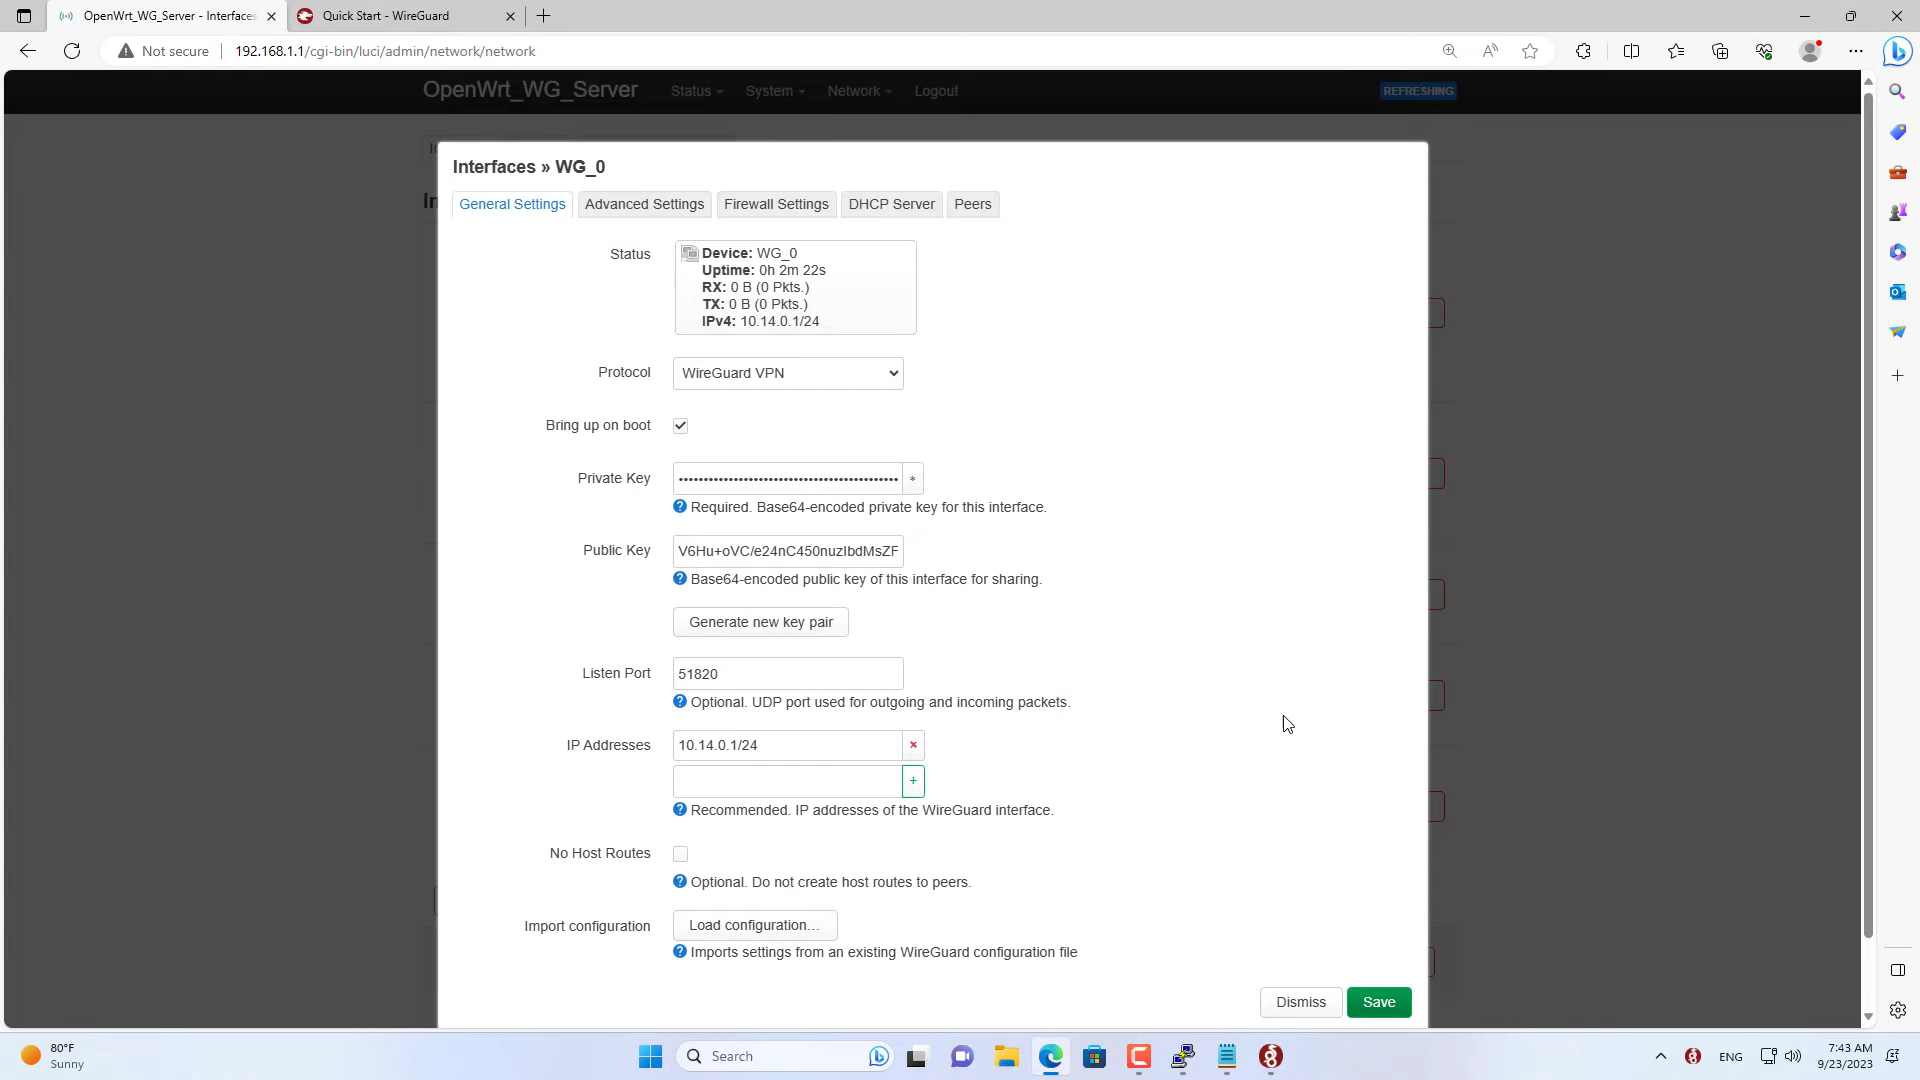 OpenWrt_WG_Server - Interfaces
Quick Start - WireGuard
Not secure
192.168.1.1/cgi-bin/luci/admin/network/network
OpenWrt_WG_Server
Status
System
Network
Logout
REFRESHING
Interfaces » WG_0
General Settings
Advanced Settings
Firewall Settings
DHCP Server
Peers
Status
Device: WG_0
Uptime: 0h 2m 22s
RX: 0 B (0 Pkts.)
TX: 0 B (0 Pkts.)
IPv4: 10.14.0.1/24
Protocol
WireGuard VPN
Bring up on boot
Private Key
*
Required. Base64-encoded private key for this interface.
Public Key
V6Hu+oVC/e24nC450nuzIbdMsZF
Base64-encoded public key of this interface for sharing.
Generate new key pair
Listen Port
51820
Optional. UDP port used for outgoing and incoming packets.
IP Addresses
10.14.0.1/24
×
+
Recommended. IP addresses of the WireGuard interface.
No Host Routes
Optional. Do not create host routes to peers.
Import configuration
Load configuration…
Imports settings from an existing WireGuard configuration file
Dismiss
Save
80°F
Sunny
Search
ENG
7:43 AM
9/23/2023